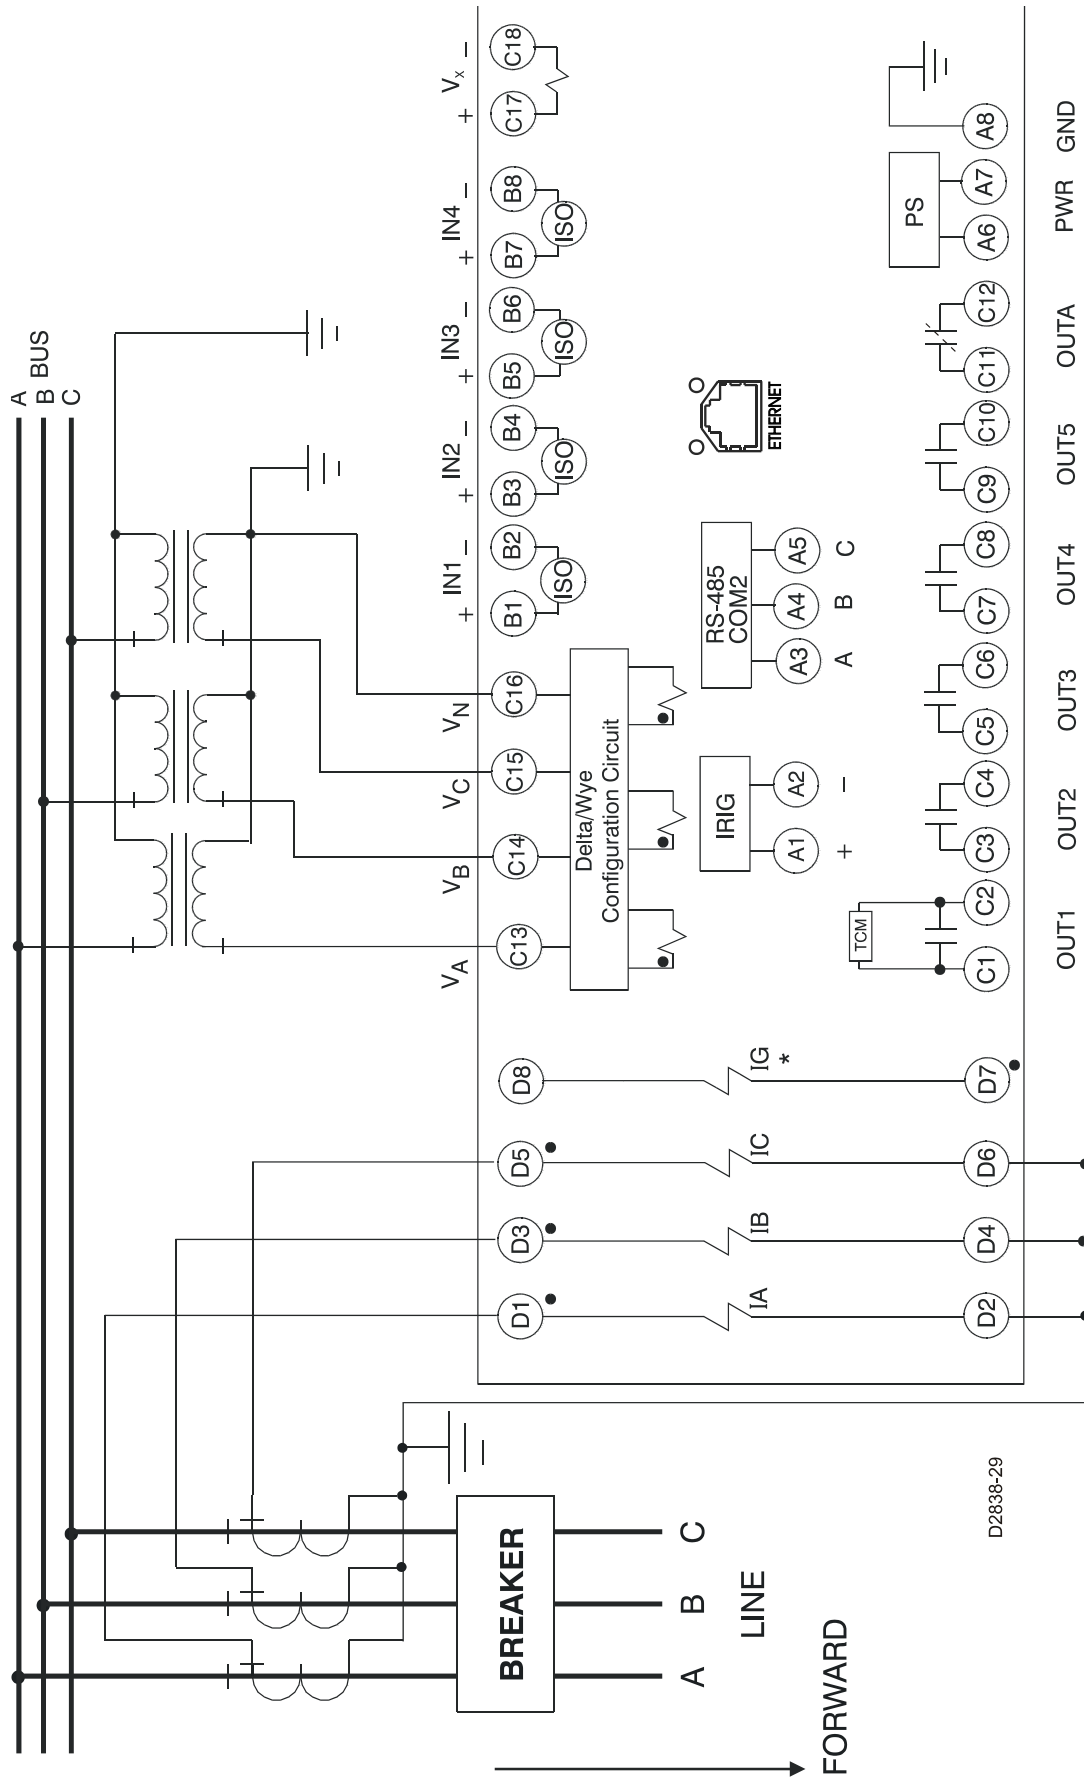 A
B BUS
C
VA
VB
VC
VN
IN1
IN2
IN3
IN4
Vx
+ −
+ −
+ −
+ −
+ −
D1
D3
D5
D8
C13
C14
C15
C16
B1
B2
B3
B4
B5
B6
B7
B8
C17
C18
ISO
ISO
ISO
ISO
Delta/Wye
Configuration Circuit
IA
IB
IC
IG
*
IRIG
A1
A2
+ −
RS-485
COM2
A3
A4
A5
A
B
C
ETHERNET
TCM
PS
D2
D4
D6
D7
C1
C2
C3
C4
C5
C6
C7
C8
C9
C10
C11
C12
A6
A7
A8
OUT1
OUT2
OUT3
OUT4
OUT5
OUTA
PWR
GND
BREAKER
A
B
C
LINE
FORWARD
D2838-29